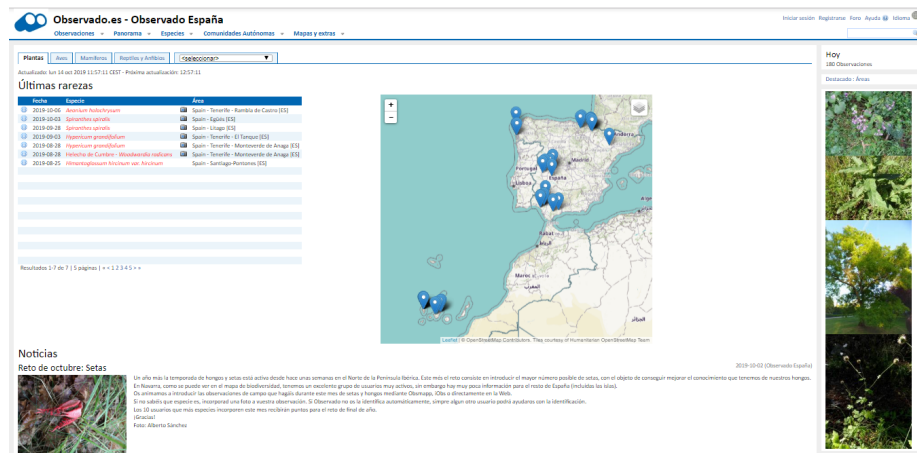 Observado.es - Observado España
Iniciar sesión Registrarse Foro Ayuda Idioma
Observaciones Panorama Especies Comunidades Autónomas Mapas y extras
Plantas Aves Mamíferos Reptiles y Anfibios <seleccionar>
Actualizado: lun 14 oct 2019 11:57:11 CEST - Próxima actualización: 12:57:11
Últimas rarezas
Fecha Especie Área
2019-10-06 Aeonium holochrysum Spain - Tenerife - Rambla de Castro [ES]
2019-10-03 Spiranthes spiralis Spain - Egüés [ES]
2019-09-28 Spiranthes spiralis Spain - Litago [ES]
2019-09-03 Hypericum grandifolium Spain - Tenerife - El Tanque [ES]
2019-08-28 Hypericum grandifolium Spain - Tenerife - Monteverde de Anaga [ES]
2019-08-28 Helecho de Cumbre - Woodwardia radicans Spain - Tenerife - Monteverde de Anaga [ES]
2019-08-25 Himantoglossum hircinum var. hircinum Spain - Santiago-Pontones [ES]
Resultados 1-7 de 7 | 5 páginas | « < 1 2 3 4 5 > »
+
−
Andorra
Portugal
Madrid
España
Lisboa
Rabat
Maroc
المغرب
Leaflet | © OpenStreetMap Contributors. Tiles courtesy of Humanitarian OpenStreetMap Team
Hoy
180 Observaciones
Destacado : Áreas
Noticias
Reto de octubre: Setas
2019-10-02 (Observado España)
Un año más la temporada de hongos y setas está activa desde hace unas semanas en el Norte de la Península Ibérica. Este més el reto consiste en introducir el mayor número posible de setas, con el objeto de conseguir mejorar el conocimiento que tenemos de nuestros hongos.
En Navarra, como se puede ver en el mapa de biodiversidad, tenemos un excelente grupo de usuarios muy activos, sin embargo hay muy poco información para el resto de España (incluidas las islas).
Os animamos a introducir las observaciones de campo que hagáis durante este mes de setas y hongos mediante Obsmapp, iObs o directamente en la Web.
Si no sabéis que especie es, incorporad una foto a vuestra observación. Si Observado no os la identifica automáticamente, simpre algun otro usuario podrá ayudaros con la identificación.
Los 10 usuarios que más especies incorporen este mes recibirán puntos para el reto de final de año.
¡Gracias!
Foto: Alberto Sánchez